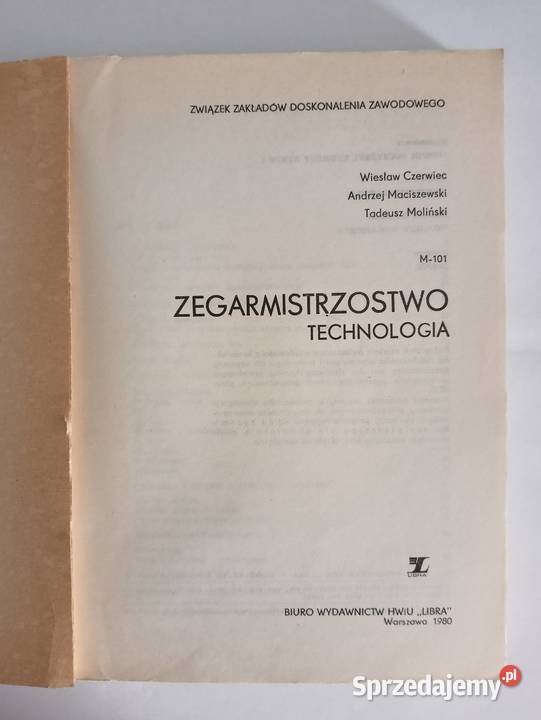 ZWIĄZEK ZAKŁADÓW DOSKONALENIA ZAWODOWEGO
Wiesław Czerwiec
Andrzej Maciszewski
Tadeusz Moliński
M-101
ZEGARMISTRZOSTWO
TECHNOLOGIA
LIBRA
BIURO WYDAWNICTW HWiU „LIBRA"
Warszawa 1980
Sprzedajemy.pl